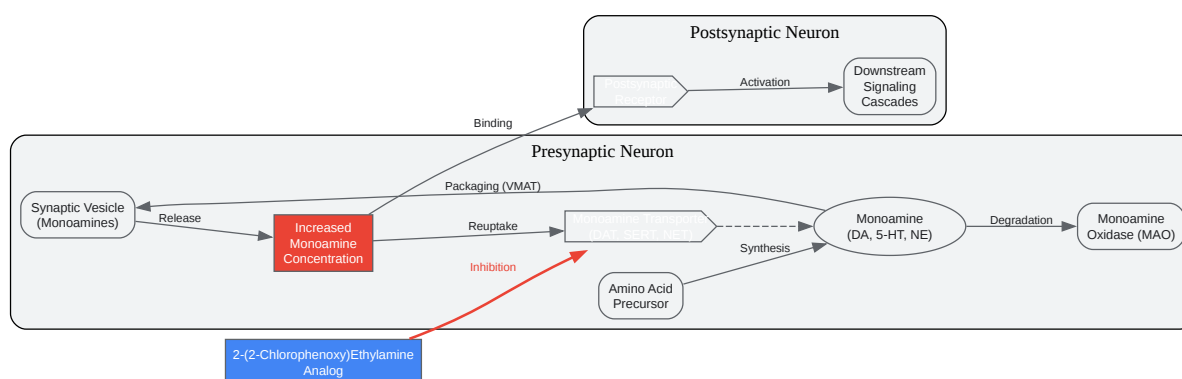 Postsynaptic Neuron
Postsynaptic
Receptor
Activation
Downstream
Signaling
Cascades
Binding
Presynaptic Neuron
Packaging (VMAT)
Synaptic Vesicle
(Monoamines)
Release
Increased
Monoamine
Concentration
Reuptake
Monoamine Transporter
(DAT, SERT, NET)
Monoamine
(DA, 5-HT, NE)
Degradation
Monoamine
Oxidase (MAO)
Synthesis
Inhibition
Amino Acid
Precursor
2-(2-Chlorophenoxy)Ethylamine
Analog